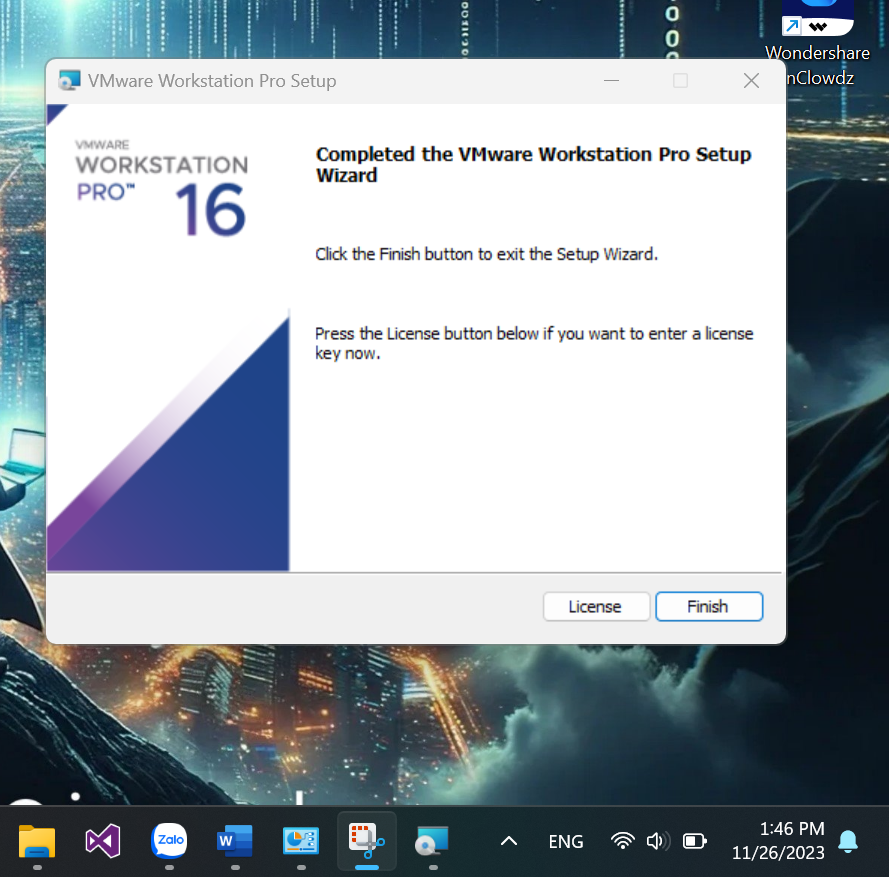 Wondershare
nClowdz
VMware Workstation Pro Setup
VMWARE
WORKSTATION
PRO™
16
Completed the VMware Workstation Pro Setup
Wizard
Click the Finish button to exit the Setup Wizard.
Press the License button below if you want to enter a license
key now.
License
Finish
Zalo
W
ENG
1:46 PM
11/26/2023